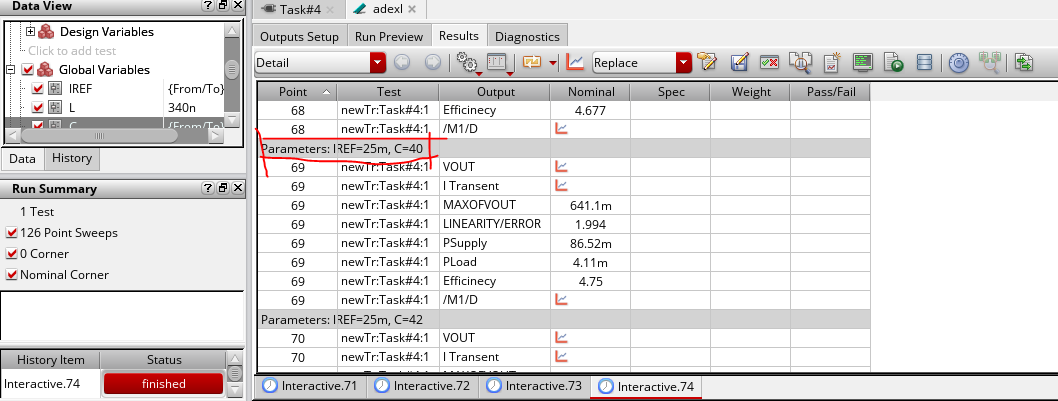 Data View
Task#4
adexl
Design Variables
Click to add test
Global Variables
IREF {From/To}
L 340n
C {From/To}
Data History
Run Summary
1 Test
126 Point Sweeps
0 Corner
Nominal Corner
History Item Status
Interactive.74 finished
Outputs Setup Run Preview Results Diagnostics
Detail Replace
Point Test Output Nominal Spec Weight Pass/Fail
68 newTr:Task#4:1 Efficinecy 4.677
68 newTr:Task#4:1 /M1/D
Parameters: IREF=25m, C=40
69 newTr:Task#4:1 VOUT
69 newTr:Task#4:1 I Transent
69 newTr:Task#4:1 MAXOFVOUT 641.1m
69 newTr:Task#4:1 LINEARITY/ERROR 1.994
69 newTr:Task#4:1 PSupply 86.52m
69 newTr:Task#4:1 PLoad 4.11m
69 newTr:Task#4:1 Efficinecy 4.75
69 newTr:Task#4:1 /M1/D
Parameters: IREF=25m, C=42
70 newTr:Task#4:1 VOUT
70 newTr:Task#4:1 I Transent
Interactive.71 Interactive.72 Interactive.73 Interactive.74